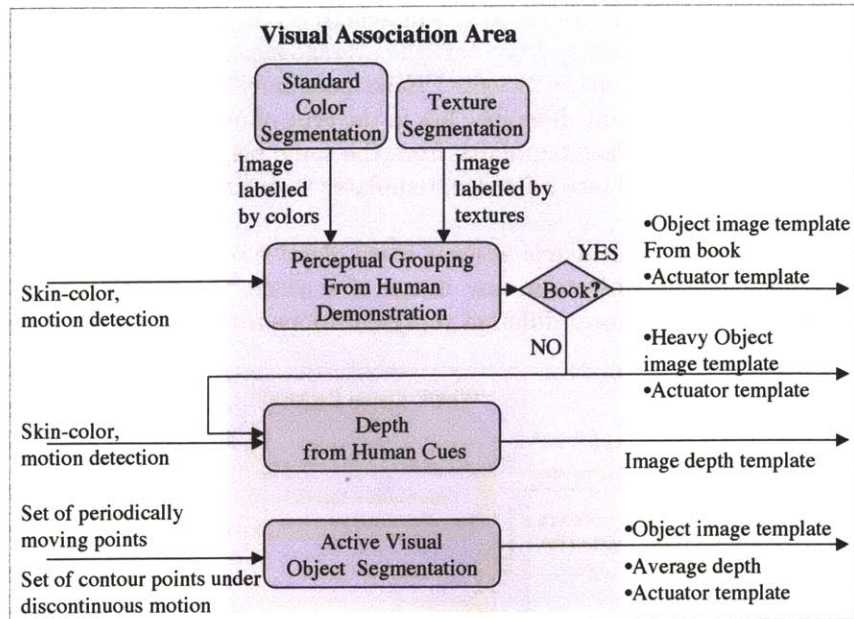 Visual Association Area
Standard
Color
Segmentation
Texture
Segmentation
Image
labelled
by colors
Image
labelled by
textures
Perceptual Grouping
From Human
Demonstration
Skin-color,
motion detection
Book?
YES
NO
•Object image template
From book
•Actuator template
•Heavy Object
image template
•Actuator template
Skin-color,
motion detection
Depth
from Human Cues
Image depth template
Set of periodically
moving points
Set of contour points under
discontinuous motion
Active Visual
Object Segmentation
•Object image template
•Average depth
•Actuator template